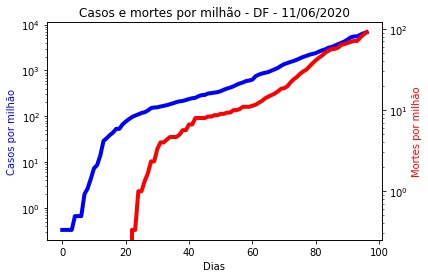 Casos e mortes por milhão - DF - 11/06/2020
Casos por milhão
10⁴
10³
10²
10¹
10⁰
10²
10¹
10⁰
Mortes por milhão
0 20 40 60 80 100
Dias